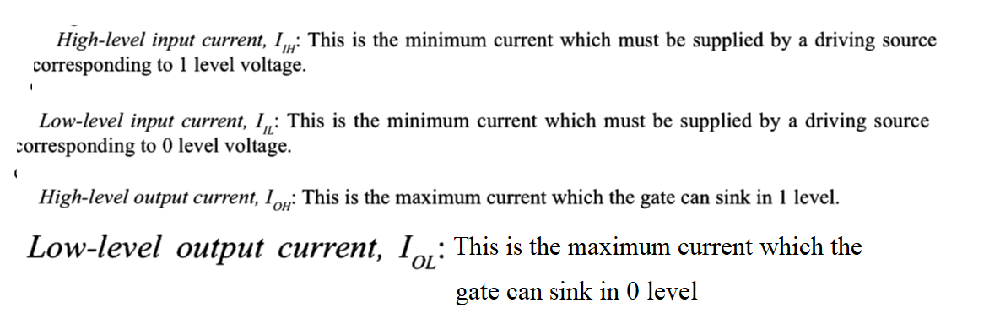 High-level input current, I_IH: This is the minimum current which must be supplied by a driving source
corresponding to 1 level voltage.
Low-level input current, I_IL: This is the minimum current which must be supplied by a driving source
corresponding to 0 level voltage.
High-level output current, I_OH: This is the maximum current which the gate can sink in 1 level.
Low-level output current, I_OL: This is the maximum current which the
gate can sink in 0 level